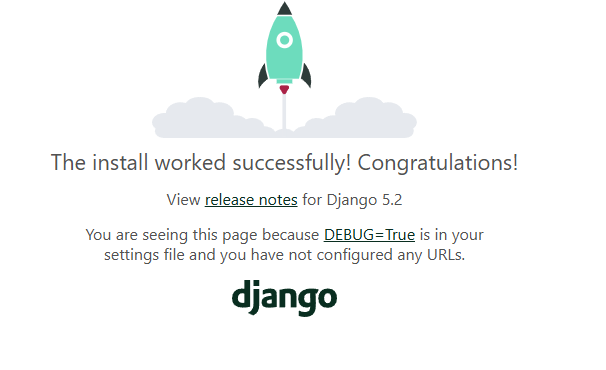 The install worked successfully! Congratulations!
View release notes for Django 5.2
You are seeing this page because DEBUG=True is in your
settings file and you have not configured any URLs.
django